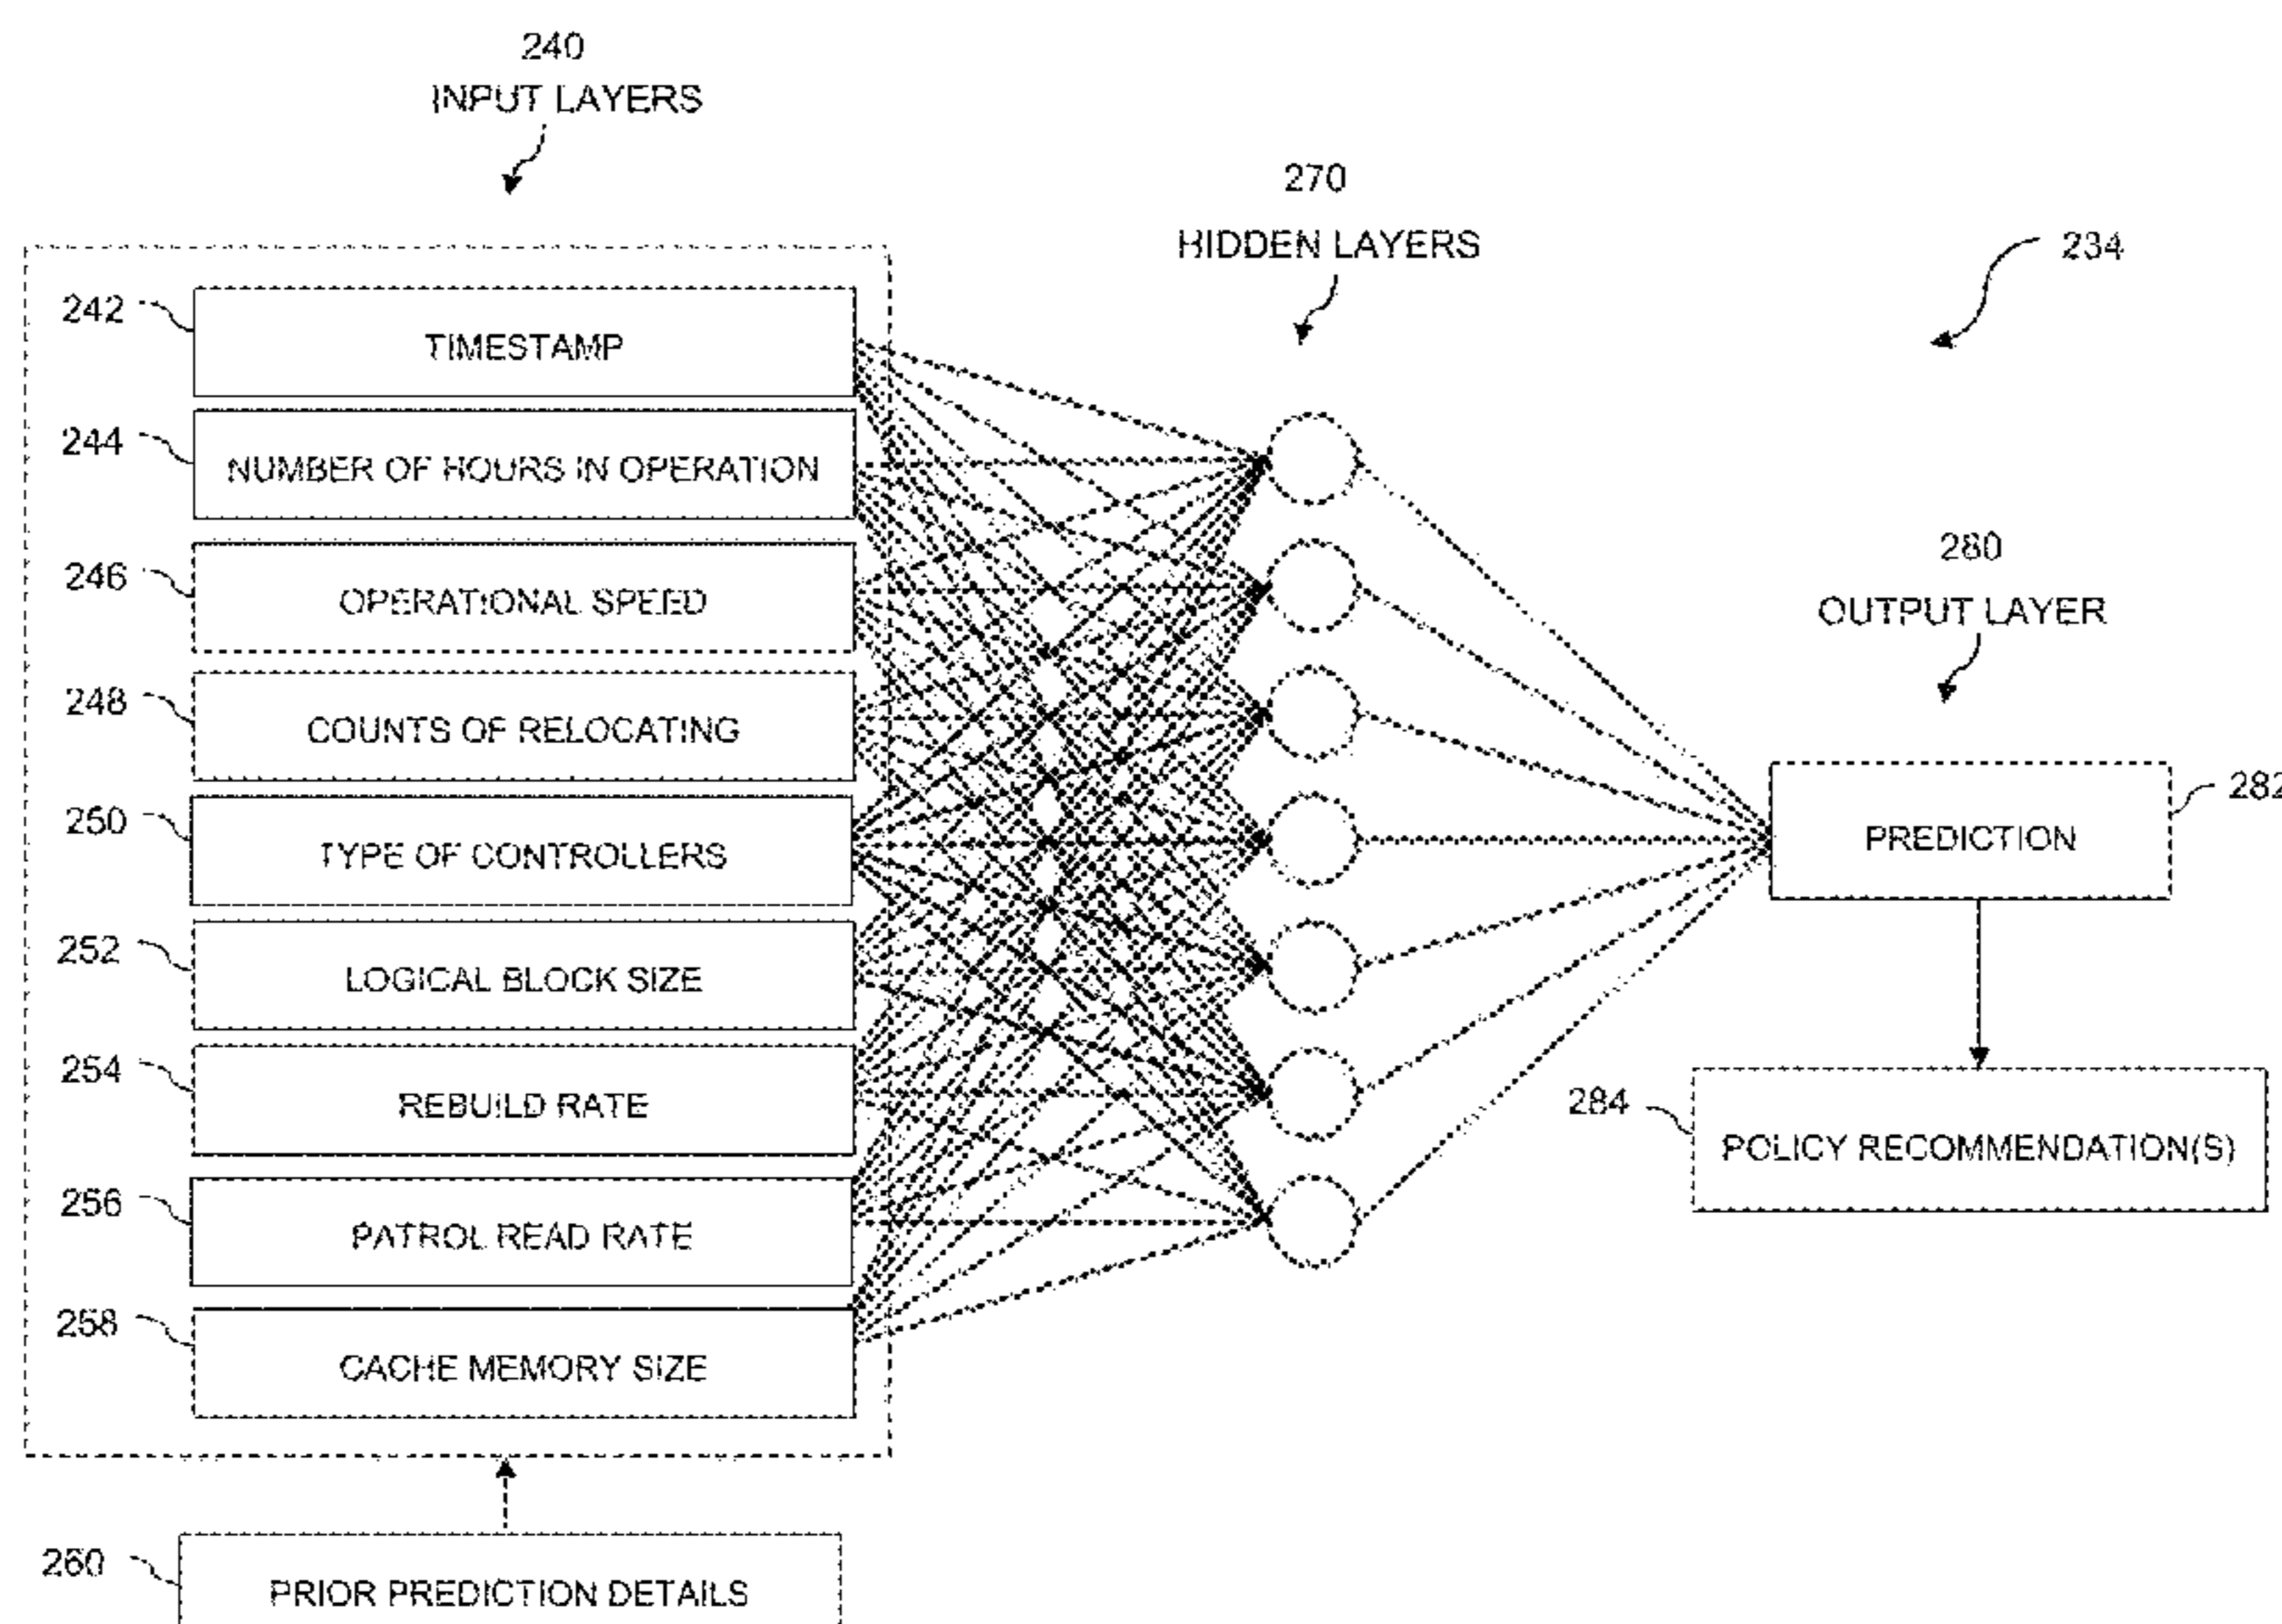 240
INPUT LAYERS
270
HIDDEN LAYERS
234
242
TIMESTAMP
244
NUMBER OF HOURS IN OPERATION
246
OPERATIONAL SPEED
280
OUTPUT LAYER
248
COUNTS OF RELOCATING
250
TYPE OF CONTROLLERS
282
PREDICTION
252
LOGICAL BLOCK SIZE
254
REBUILD RATE
284
POLICY RECOMMENDATION(S)
256
PATROL READ RATE
258
CACHE MEMORY SIZE
260
PRIOR PREDICTION DETAILS